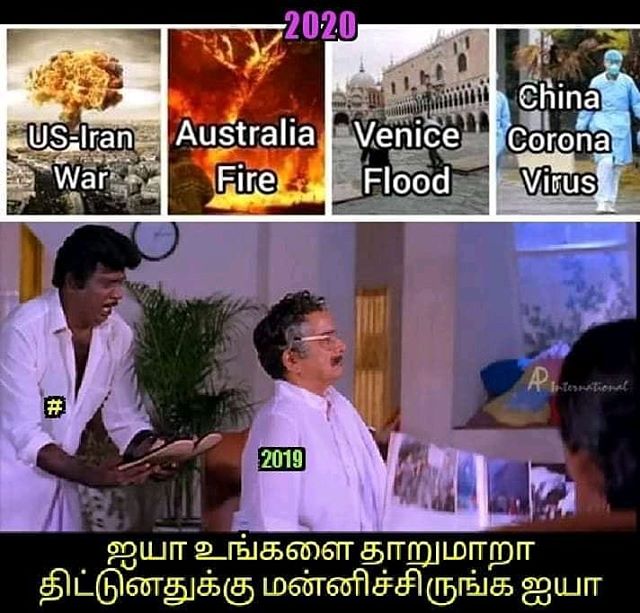 2020
US-Iran
War
Australia
Fire
Venice
Flood
China
Corona
Virus
#
2019
AP International
ஐயா உங்களை தாறுமாறா
திட்டுனதுக்கு மன்னிச்சிருங்க ஐயா